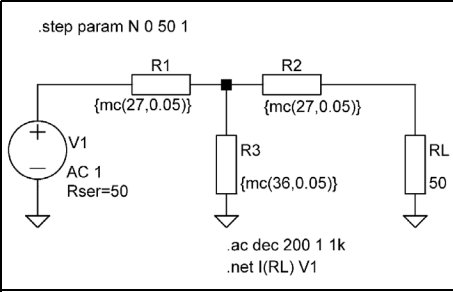 .step param N 0 50 1
R1
R2
{mc(27,0.05)}
{mc(27,0.05)}
V1
R3
RL
AC 1
{mc(36,0.05)}
50
Rser=50
.ac dec 200 1 1k
.net I(RL) V1